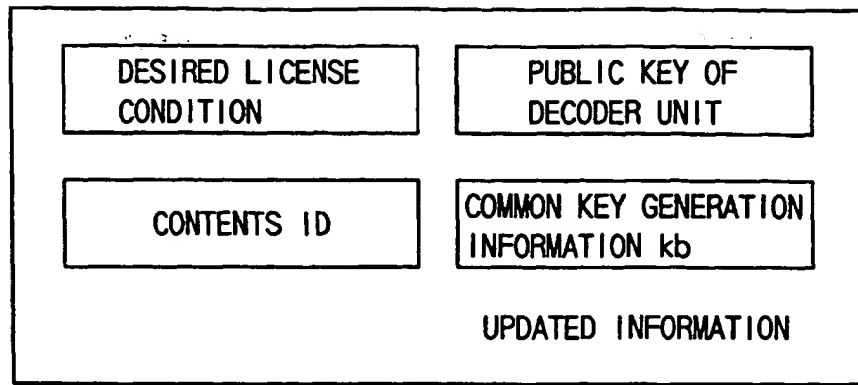 DESIRED LICENSE
CONDITION
PUBLIC KEY OF
DECODER UNIT
CONTENTS ID
COMMON KEY GENERATION
INFORMATION kb
UPDATED INFORMATION